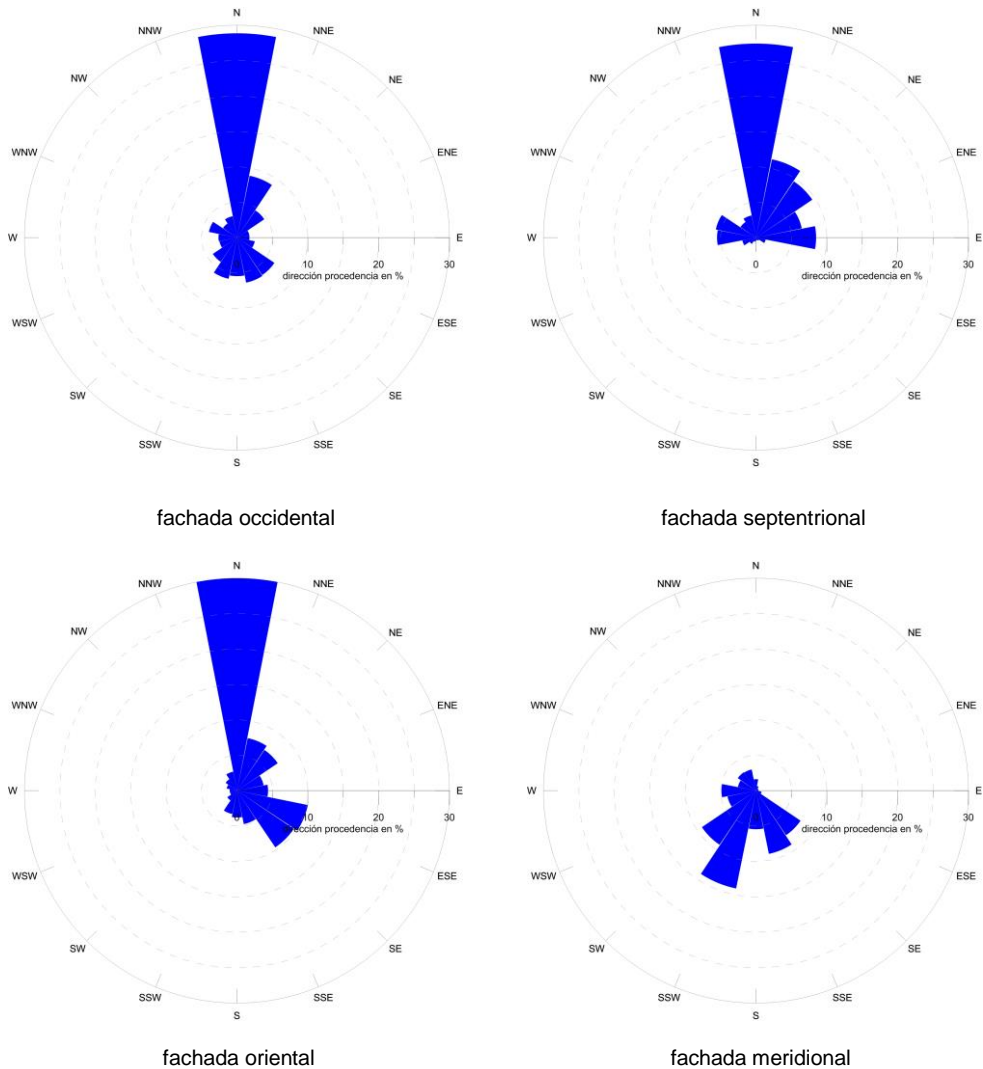 N
NNW NNE
NW NE
WNW ENE
W E
0 10 20 30
dirección procedencia en %
WSW ESE
SW SE
SSW SSE
S
fachada occidental
N
NNW NNE
NW NE
WNW ENE
W E
0 10 20 30
dirección procedencia en %
WSW ESE
SW SE
SSW SSE
S
fachada septentrional
N
NNW NNE
NW NE
WNW ENE
W E
0 10 20 30
dirección procedencia en %
WSW ESE
SW SE
SSW SSE
S
fachada oriental
N
NNW NNE
NW NE
WNW ENE
W E
0 10 20 30
dirección procedencia en %
WSW ESE
SW SE
SSW SSE
S
fachada meridional